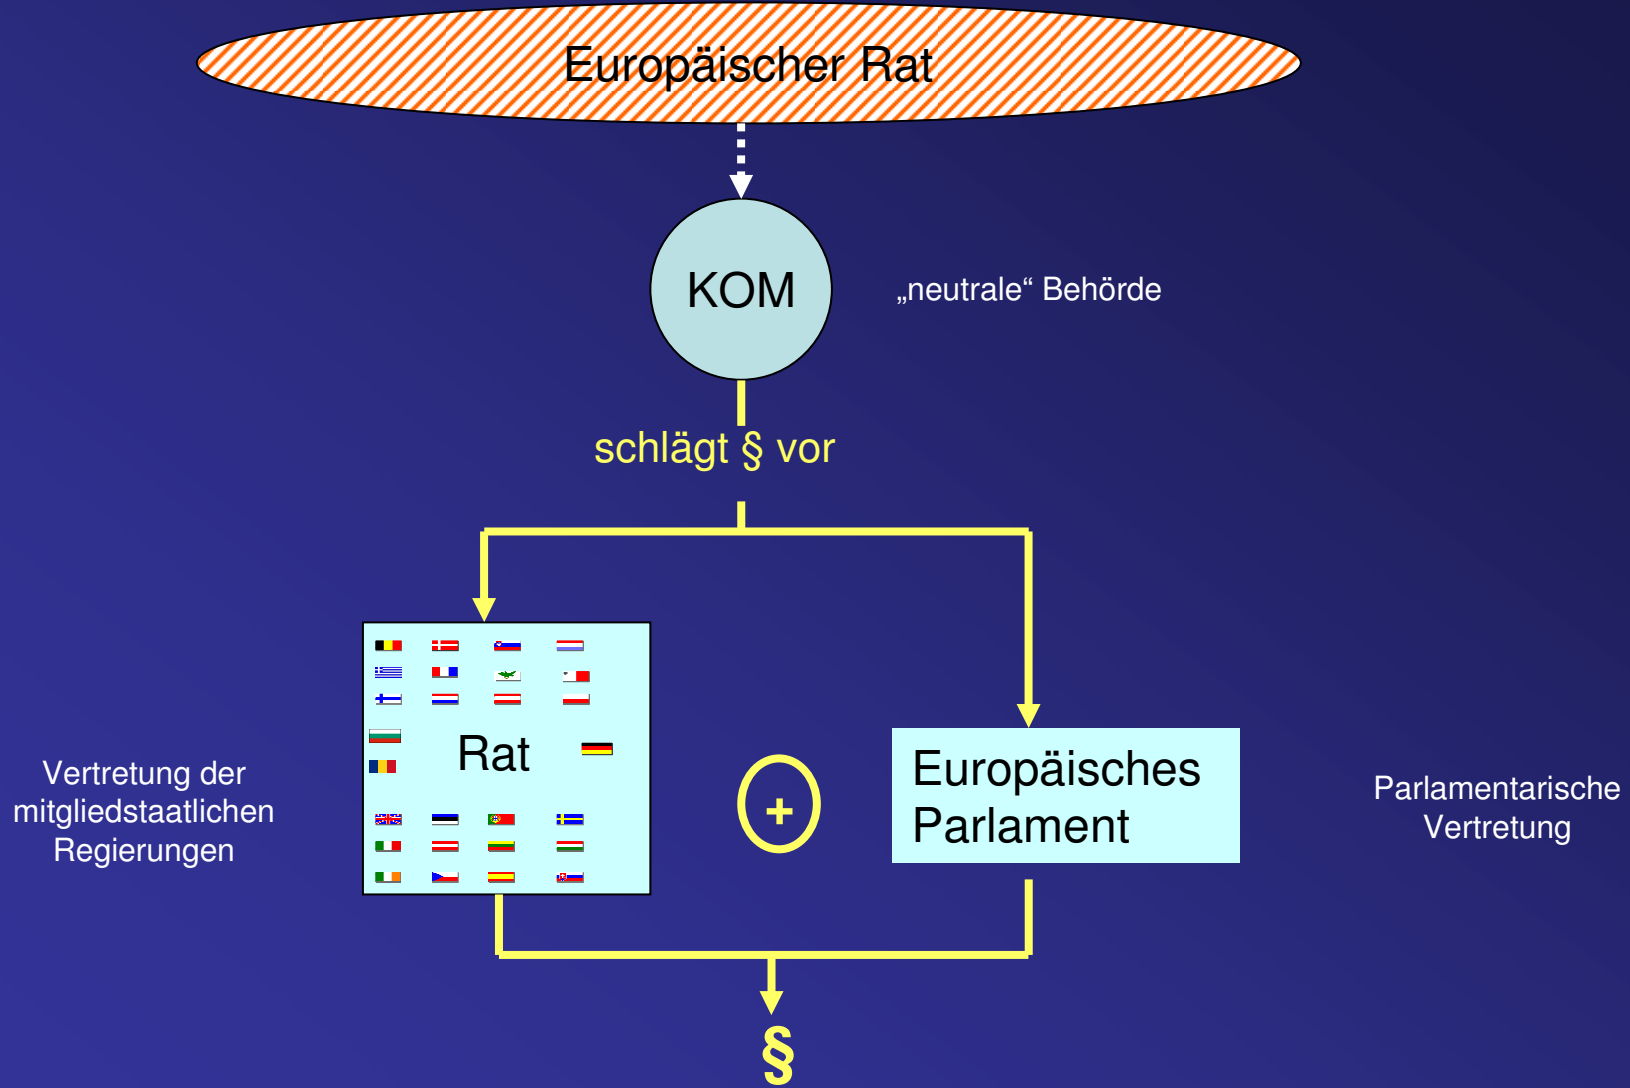 Europäischer Rat
KOM
„neutrale“ Behörde
schlägt § vor
Rat
Vertretung der
mitgliedstaatlichen
Regierungen
+
Europäisches
Parlament
Parlamentarische
Vertretung
§